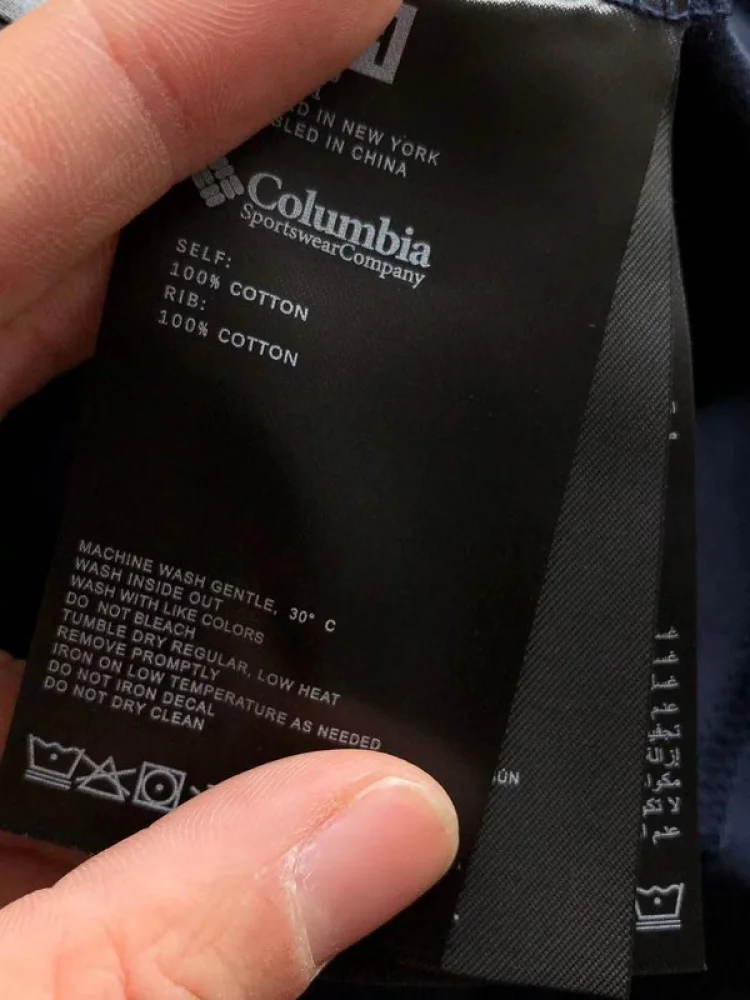 IN NEW YORK
IN CHINA
Columbia
SportswearCompany
SELF:
100% COTTON
RIB:
100% COTTON
MACHINE WASH GENTLE, 30° C
WASH INSIDE OUT
WASH WITH LIKE COLORS
DO NOT BLEACH
TUMBLE DRY REGULAR, LOW HEAT
REMOVE PROMPTLY
IRON ON LOW TEMPERATURE AS NEEDED
DO NOT IRON DECAL
DO NOT DRY CLEAN